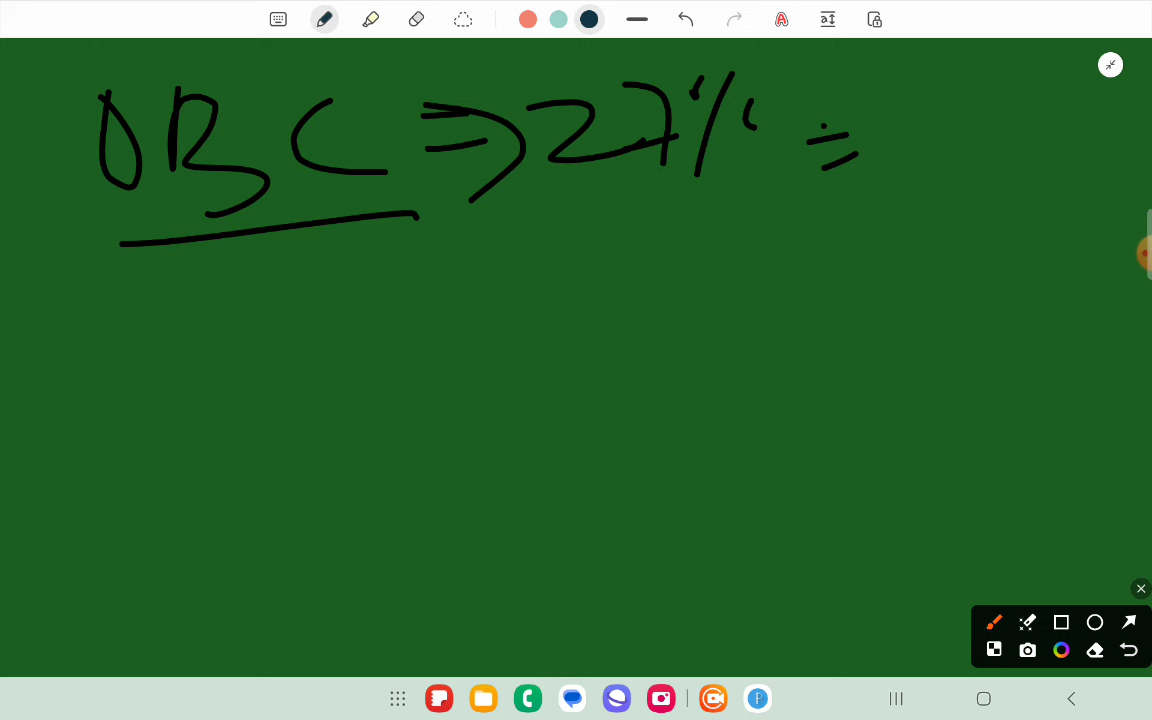 OBC ⇒ 27% =